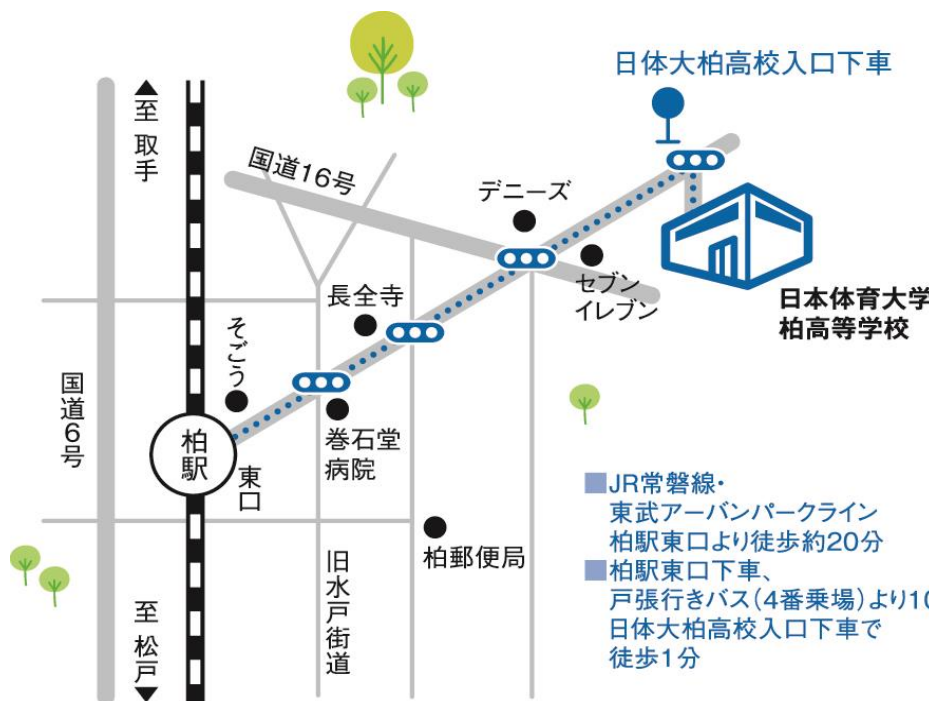 日体大柏高校入口下車
至 取手
国道16号
デニーズ
セブン
イレブン
日本体育大学
柏高等学校
長全寺
そごう
国道6号
柏駅
東口
巻石堂
病院
柏郵便局
旧水戸街道
至 松戸
JR常磐線・
東武アーバンパークライン
柏駅東口より徒歩約20分
柏駅東口下車、
戸張行きバス(4番乗場)より10
日体大柏高校入口下車で
徒歩1分